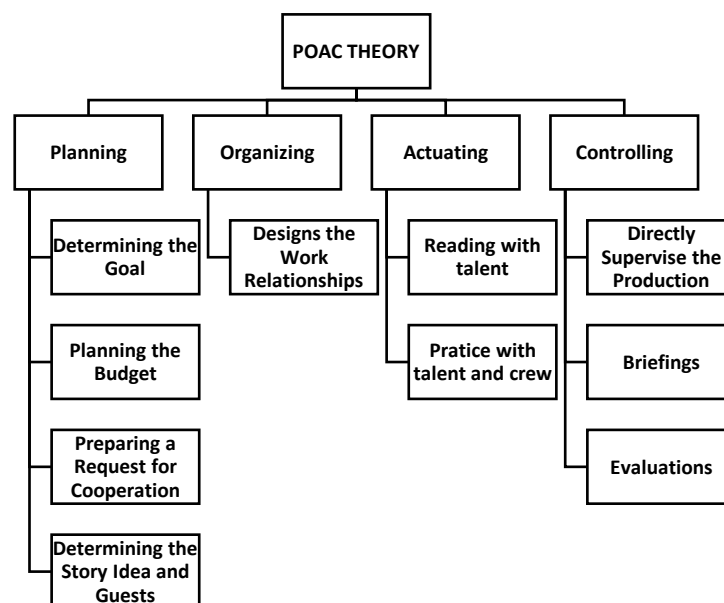 POAC THEORY
Planning
Organizing
Actuating
Controlling
Determining the
Goal
Planning the
Budget
Preparing a
Request for
Cooperation
Determining the
Story Idea and
Guests
Designs the
Work
Relationships
Reading with
talent
Pratice with
talent and crew
Directly
Supervise the
Production
Briefings
Evaluations